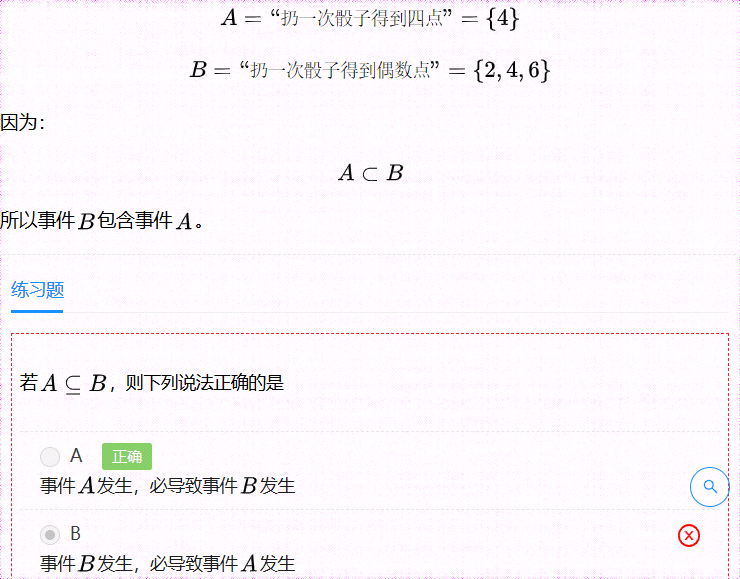 A = “扔一次骰子得到四点” = {4}
B = “扔一次骰子得到偶数点” = {2, 4, 6}
因为：
A ⊂ B
所以事件 B 包含事件 A 。
练习题
若 A ⊆ B，则下列说法正确的是
A 正确
事件 A 发生，必导致事件 B 发生
B
事件 B 发生，必导致事件 A 发生